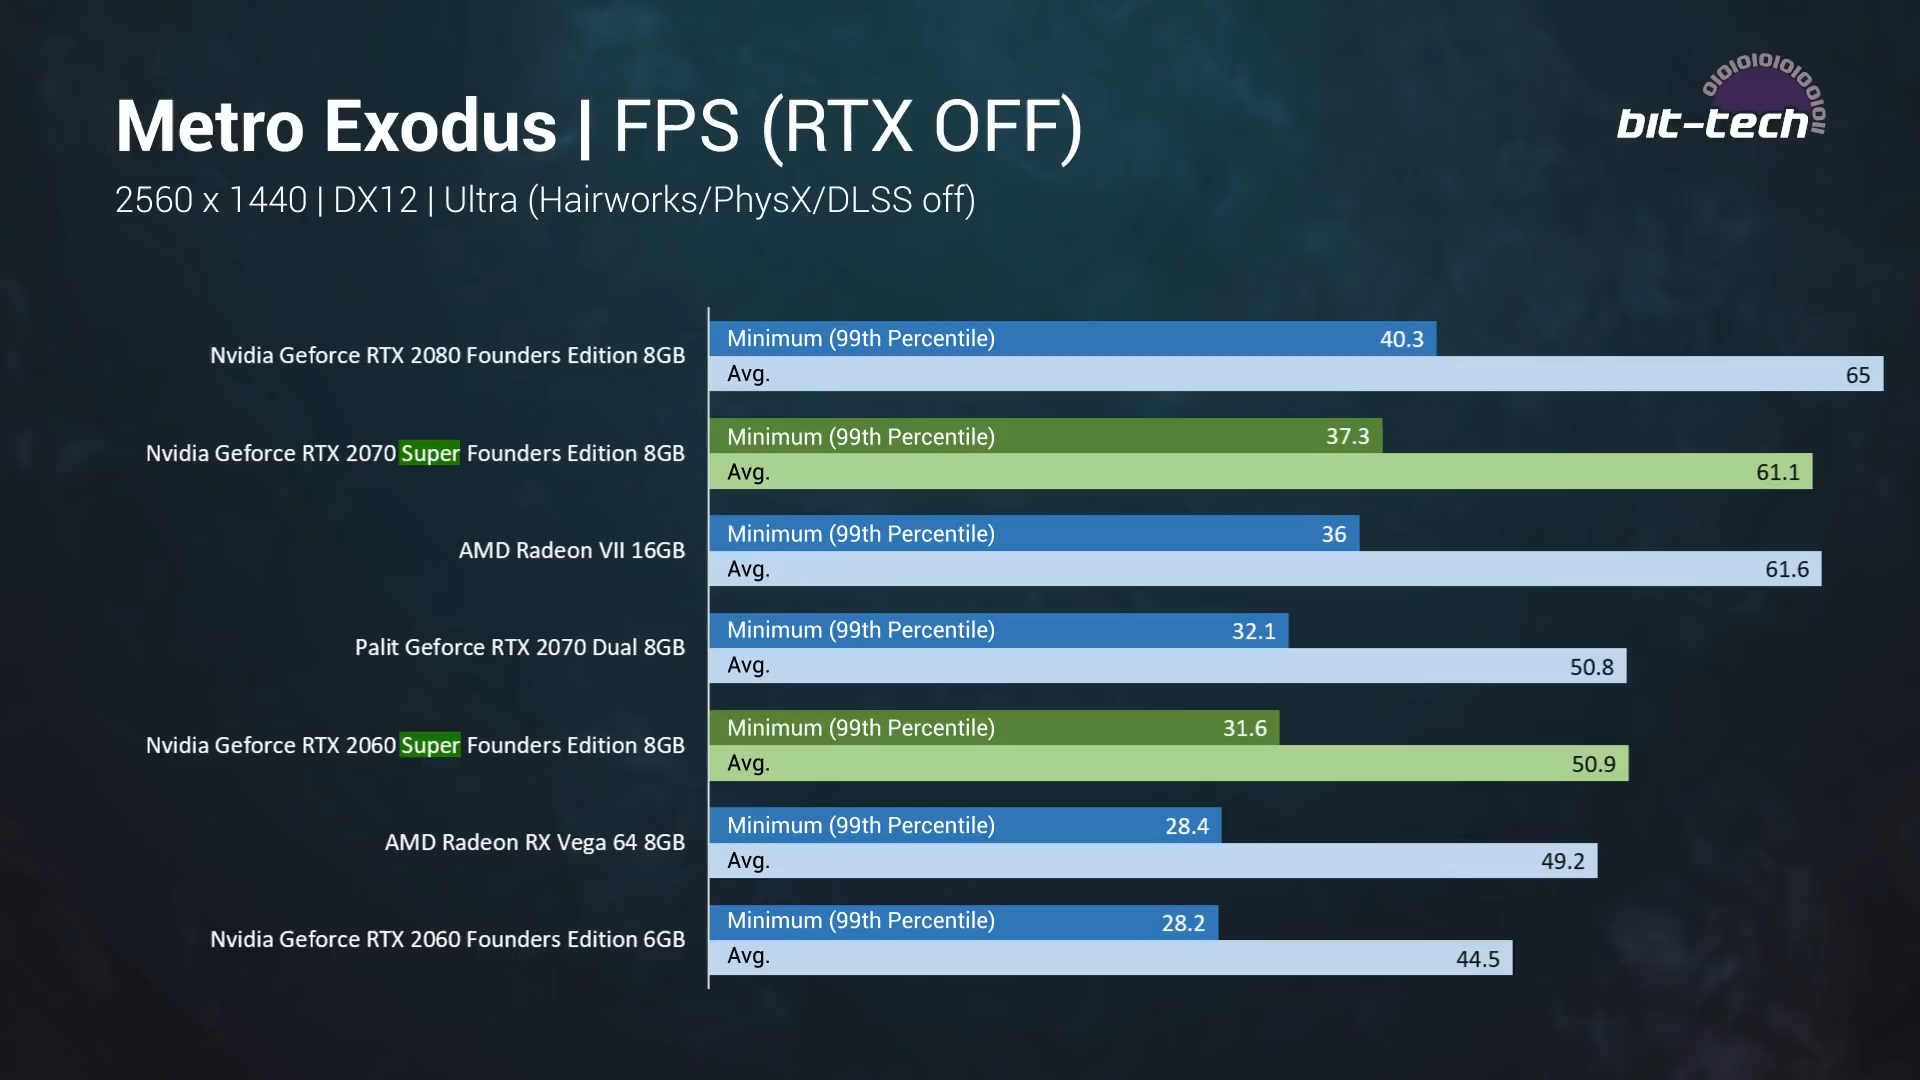 Metro Exodus | FPS (RTX OFF)
2560 x 1440 | DX12 | Ultra (Hairworks/PhysX/DLSS off)
010101010101011
bit-tech
Nvidia Geforce RTX 2080 Founders Edition 8GB
Minimum (99th Percentile) 40.3
Avg. 65
Nvidia Geforce RTX 2070 Super Founders Edition 8GB
Minimum (99th Percentile) 37.3
Avg. 61.1
AMD Radeon VII 16GB
Minimum (99th Percentile) 36
Avg. 61.6
Palit Geforce RTX 2070 Dual 8GB
Minimum (99th Percentile) 32.1
Avg. 50.8
Nvidia Geforce RTX 2060 Super Founders Edition 8GB
Minimum (99th Percentile) 31.6
Avg. 50.9
AMD Radeon RX Vega 64 8GB
Minimum (99th Percentile) 28.4
Avg. 49.2
Nvidia Geforce RTX 2060 Founders Edition 6GB
Minimum (99th Percentile) 28.2
Avg. 44.5